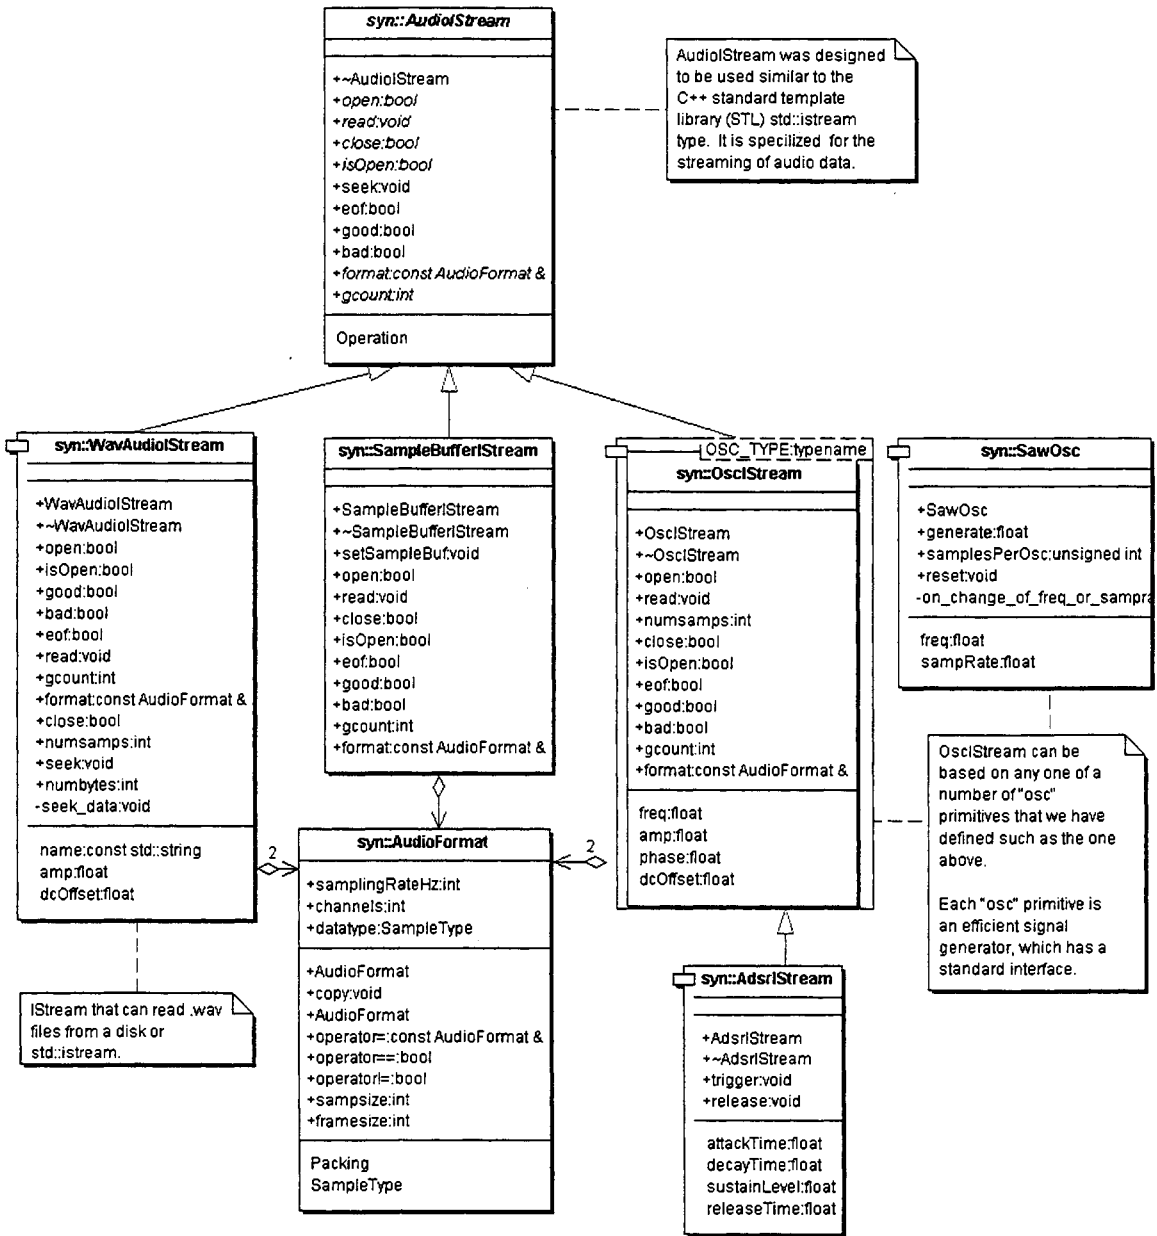 syn::AudioIStream
+~AudioIStream
+open:bool
+read:void
+close:bool
+isOpen:bool
+seek:void
+eof:bool
+good:bool
+bad:bool
+format:const AudioFormat &
+gcount:int
Operation
AudioIStream was designed
to be used similar to the
C++ standard template
library (STL) std::istream
type. It is specilized for the
streaming of audio data.
syn::WavAudioIStream
+WavAudioIStream
+~WavAudioIStream
+open:bool
+isOpen:bool
+good:bool
+bad:bool
+eof:bool
+read:void
+gcount:int
+format:const AudioFormat &
+close:bool
+numsamps:int
+seek:void
+numbytes:int
-seek_data:void
name:const std::string
amp:float
dcOffset:float
IStream that can read .wav
files from a disk or
std::istream.
syn::SampleBufferIStream
+SampleBufferIStream
+~SampleBufferIStream
+setSampleBuf:void
+open:bool
+read:void
+close:bool
+isOpen:bool
+eof:bool
+good:bool
+bad:bool
+gcount:int
+format:const AudioFormat &
2
syn::AudioFormat
+samplingRateHz:int
+channels:int
+datatype:SampleType
+AudioFormat
+copy:void
+AudioFormat
+operator=:const AudioFormat &
+operator==:bool
+operator!=:bool
+sampsize:int
+framesize:int
Packing
SampleType
2
OSC_TYPE:typename
syn::OscIStream
+OscIStream
+~OscIStream
+open:bool
+read:void
+numsamps:int
+close:bool
+isOpen:bool
+eof:bool
+good:bool
+bad:bool
+gcount:int
+format:const AudioFormat &
freq:float
amp:float
phase:float
dcOffset:float
syn::AdsrIStream
+AdsrIStream
+~AdsrIStream
+trigger:void
+release:void
attackTime:float
decayTime:float
sustainLevel:float
releaseTime:float
syn::SawOsc
+SawOsc
+generate:float
+samplesPerOsc:unsigned int
+reset:void
-on_change_of_freq_or_sampra
freq:float
sampRate:float
OscIStream can be
based on any one of a
number of "osc"
primitives that we have
defined such as the one
above.
Each "osc" primitive is
an efficient signal
generator, which has a
standard interface.